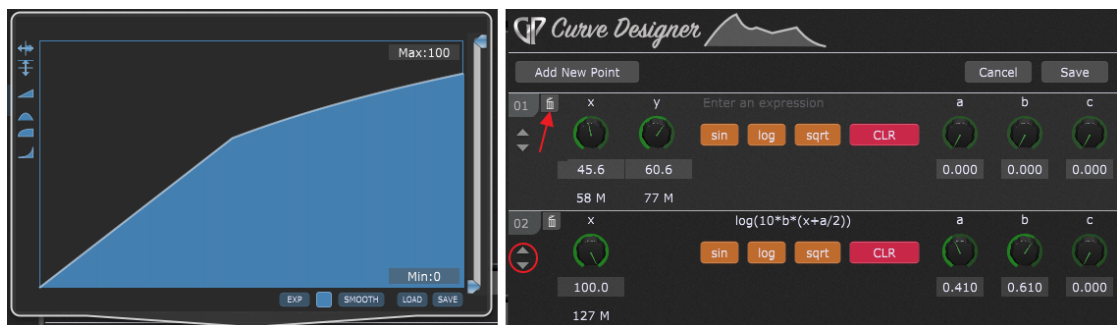 Max:100
Min:0
EXP SMOOTH LOAD SAVE
GP Curve Designer
Add New Point Cancel Save
01 x y Enter an expression a b c
sin log sqrt CLR
45.6 60.6 0.000 0.000 0.000
58 M 77 M
02 x log(10*b*(x+a/2)) a b c
sin log sqrt CLR
100.0 0.410 0.610 0.000
127 M